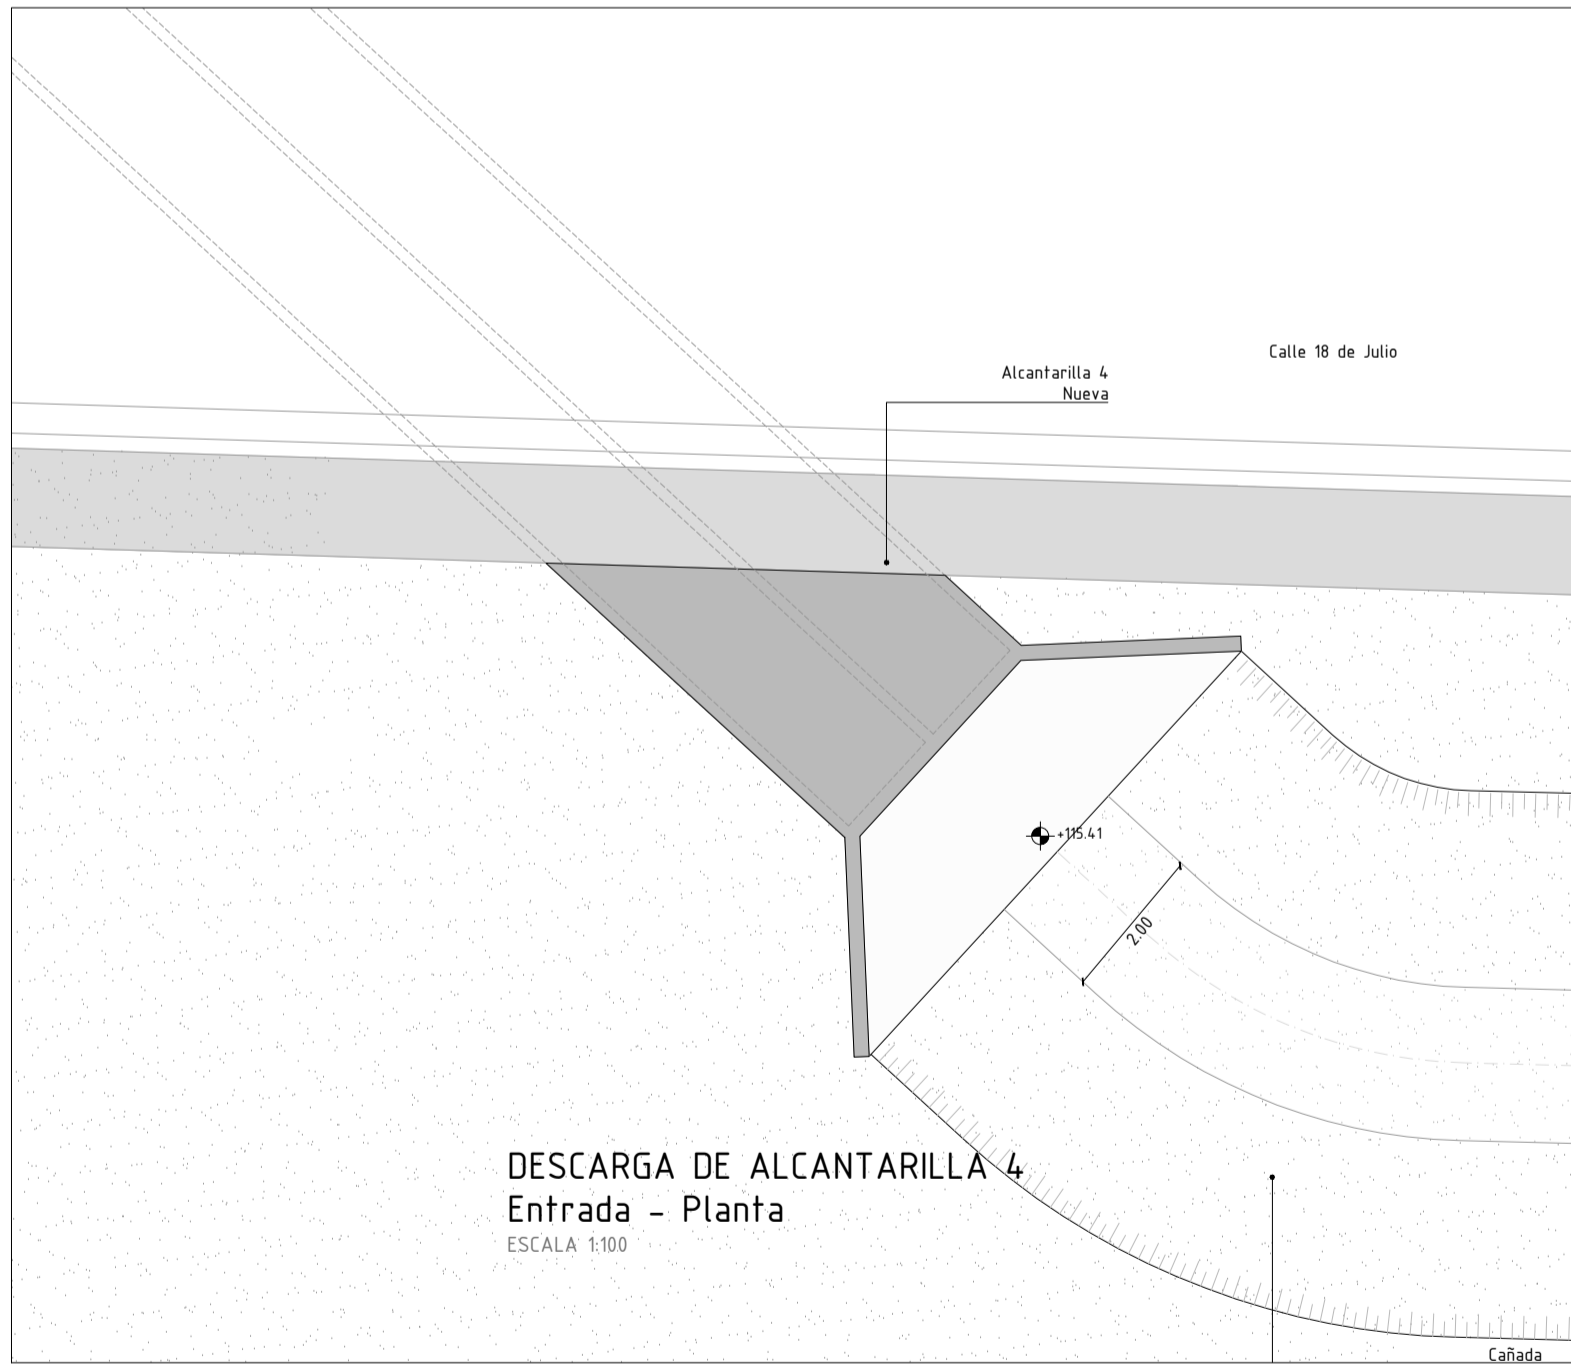 Calle 18 de Julio
Alcantarilla 4
Nueva
+115.41
2.00
DESCARGA DE ALCANTARILLA 4
Entrada - Planta
ESCALA 1:100
Cañada